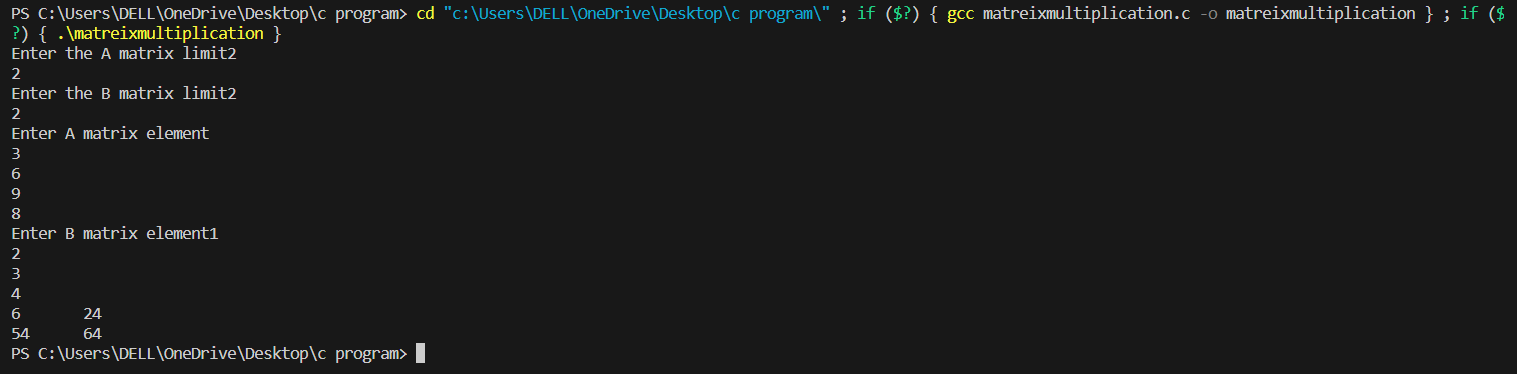 PS C:\Users\DELL\OneDrive\Desktop\c program> cd "c:\Users\DELL\OneDrive\Desktop\c program\" ; if ($?) { gcc matreixmultiplication.c -o matreixmultiplication } ; if ($
?) { .\matreixmultiplication }
Enter the A matrix limit2
2
Enter the B matrix limit2
2
Enter A matrix element
3
6
9
8
Enter B matrix element1
2
3
4
6       24
54      64
PS C:\Users\DELL\OneDrive\Desktop\c program>